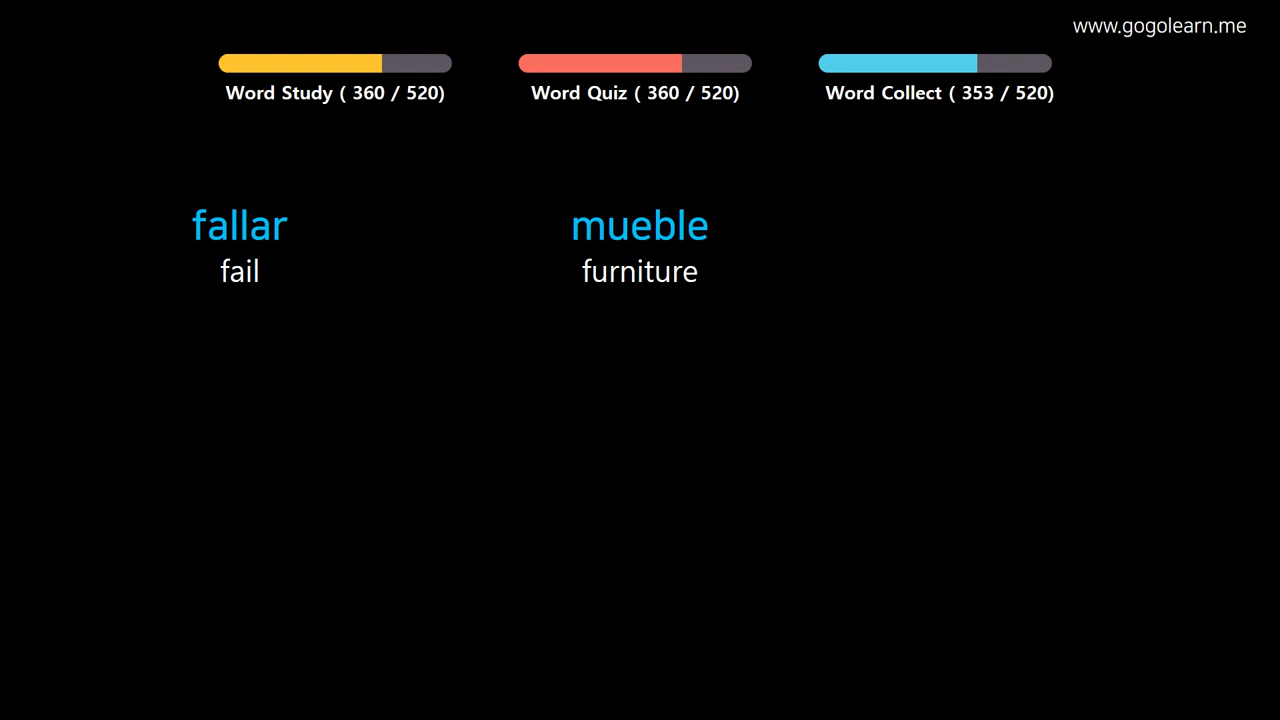 www.gogolearn.me
Word Study ( 360 / 520)
Word Quiz ( 360 / 520)
Word Collect ( 353 / 520)
fallar
fail
mueble
furniture